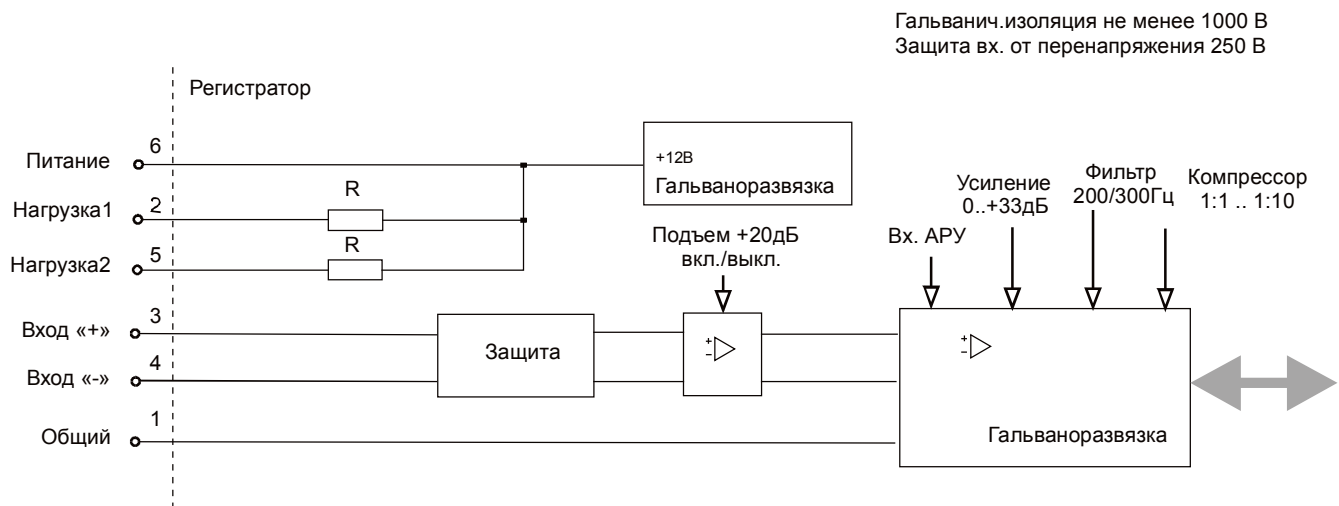 Гальванич.изоляция не менее 1000 В
Защита вх. от перенапряжения 250 В
Регистратор
Питание
6
+12В
Гальваноразвязка
Нагрузка1
2
R
Нагрузка2
5
R
Подъем +20дБ
вкл./выкл.
Вх. АРУ
Усиление
0..+33дБ
Фильтр
200/300Гц
Компрессор
1:1 .. 1:10
Вход «+»
3
Вход «-»
4
Защита
+
-
+
-
Общий
1
Гальваноразвязка